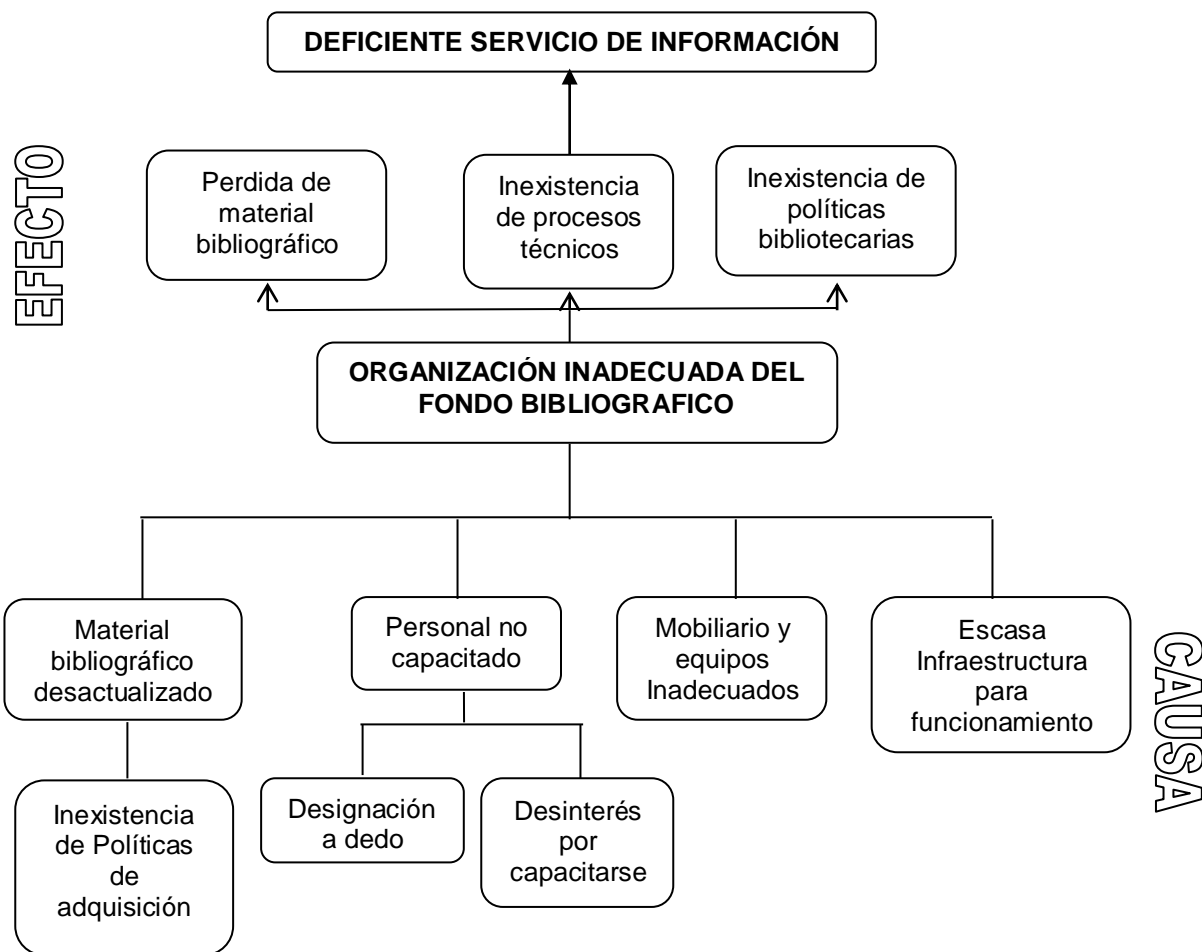 DEFICIENTE SERVICIO DE INFORMACIÓN
EFECTO
Perdida de
material
bibliográfico
Inexistencia
de procesos
técnicos
Inexistencia de
políticas
bibliotecarias
ORGANIZACIÓN INADECUADA DEL
FONDO BIBLIOGRAFICO
Material
bibliográfico
desactualizado
Personal no
capacitado
Mobiliario y
equipos
Inadecuados
Escasa
Infraestructura
para
funcionamiento
CAUSA
Inexistencia
de Políticas
de
adquisición
Designación
a dedo
Desinterés
por
capacitarse